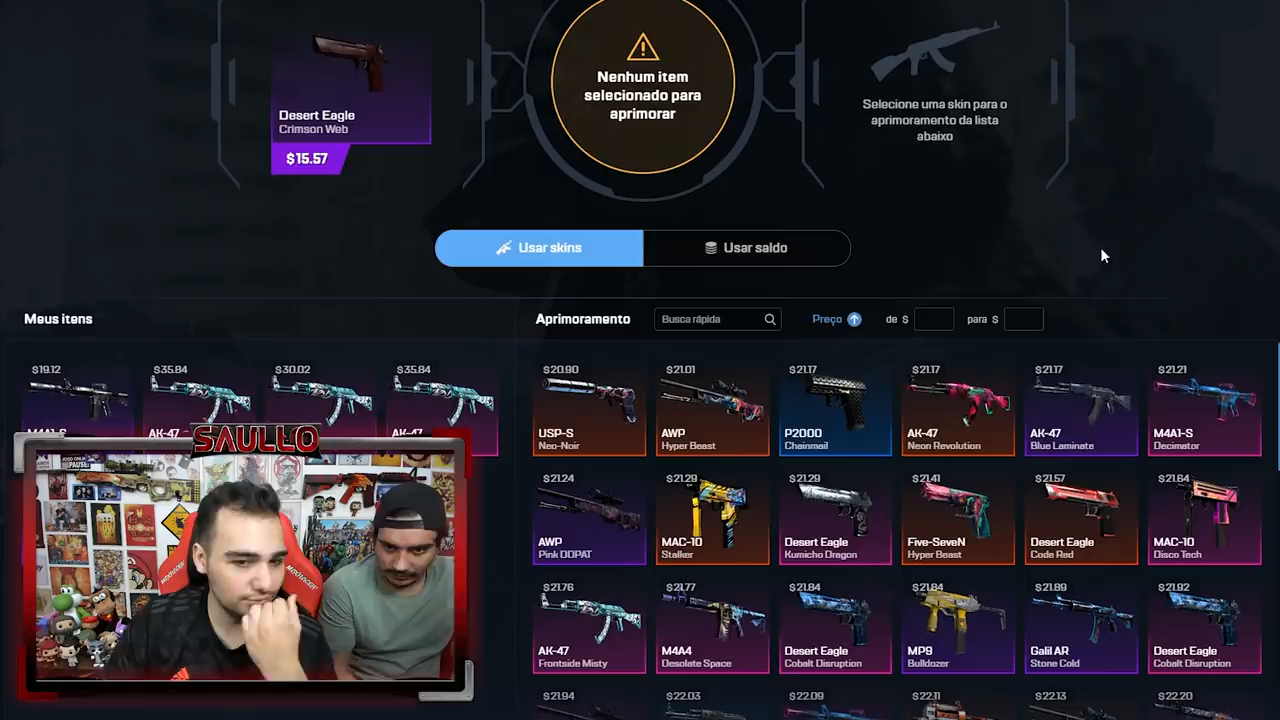 Desert Eagle
Crimson Web
$15.57
Nenhum item
selecionado para
aprimorar
Selecione uma skin para o
aprimoramento da lista
abaixo
Usar skins
Usar saldo
Meus itens
Aprimoramento
Busca rápida
Preço
de $
para $
$19.12
$35.84
$30.02
$35.84
M4A1-S
AK-47
AK-47
AK-47
$20.90
$21.01
$21.17
$21.17
$21.17
$21.21
USP-S
Neo-Noir
AWP
Hyper Beast
P2000
Chainmail
AK-47
Neon Revolution
AK-47
Blue Laminate
M4A1-S
Decimator
$21.24
$21.29
$21.29
$21.41
$21.57
$21.64
AWP
Pink DDPAT
MAC-10
Stalker
Desert Eagle
Kumicho Dragon
Five-SeveN
Hyper Beast
Desert Eagle
Code Red
MAC-10
Disco Tech
$21.76
$21.77
$21.84
$21.84
$21.89
$21.92
AK-47
Frontside Misty
M4A4
Desolate Space
Desert Eagle
Cobalt Disruption
MP9
Bulldozer
Galil AR
Stone Cold
Desert Eagle
Cobalt Disruption
$21.94
$22.03
$22.09
$22.11
$22.13
$22.20
SAULLO